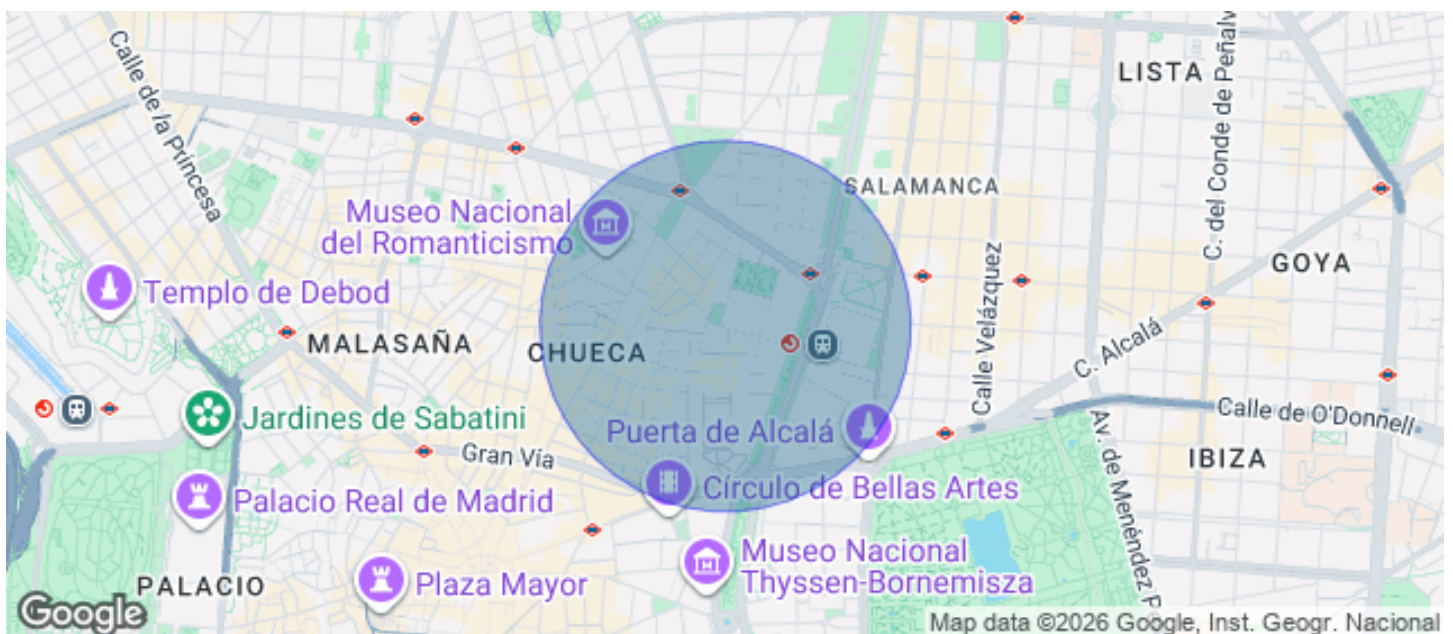 Calle de la Princesa
LISTA
C. del Conde de Peñalv
SALAMANCA
Museo Nacional
del Romanticismo
GOYA
Templo de Debod
MALASAÑA
CHUECA
Calle Velázquez
C. Alcalá
Jardines de Sabatini
Puerta de Alcalá
Calle de O'Donnell
Gran Vía
Av. de Menéndez P
IBIZA
Palacio Real de Madrid
Círculo de Bellas Artes
Museo Nacional
Thyssen-Bornemisza
PALACIO
Plaza Mayor
Google
Map data ©2026 Google, Inst. Geogr. Nacional